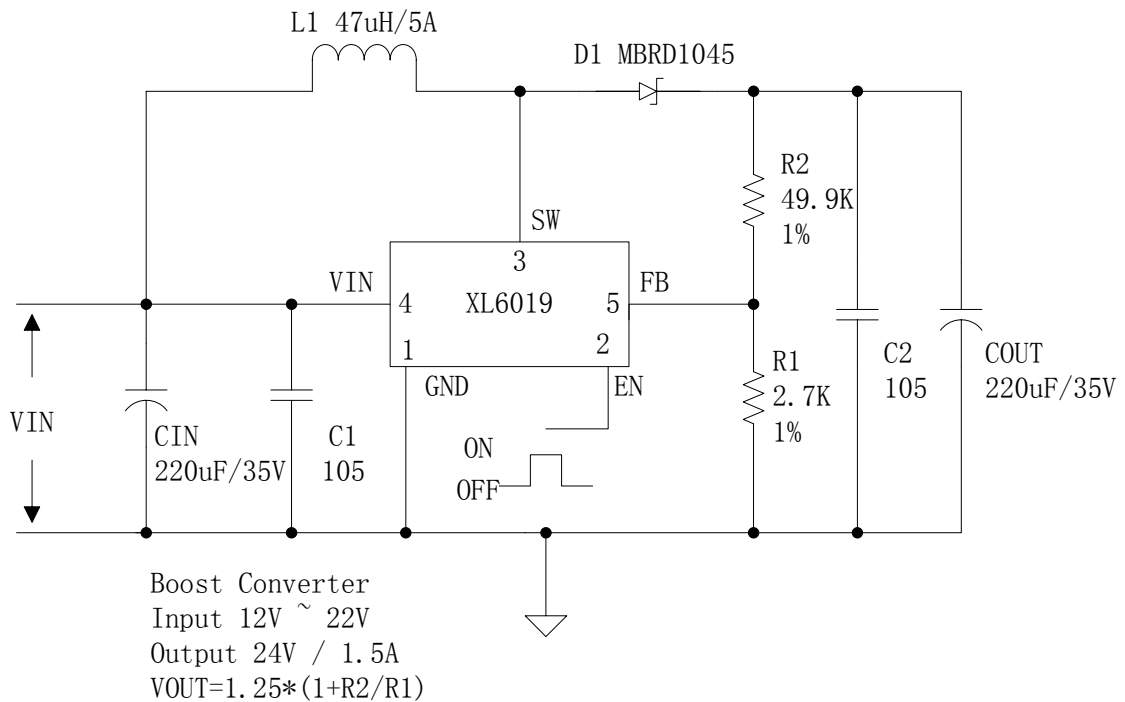 L1 47uH/5A
D1 MBRD1045
R2
49.9K
1%
SW
3
VIN
FB
4
XL6019
5
1
2
GND
EN
R1
2.7K
1%
C2
105
COUT
220uF/35V
VIN
CIN
220uF/35V
C1
105
ON
OFF
Boost Converter
Input 12V ~ 22V
Output 24V / 1.5A
VOUT=1.25*(1+R2/R1)